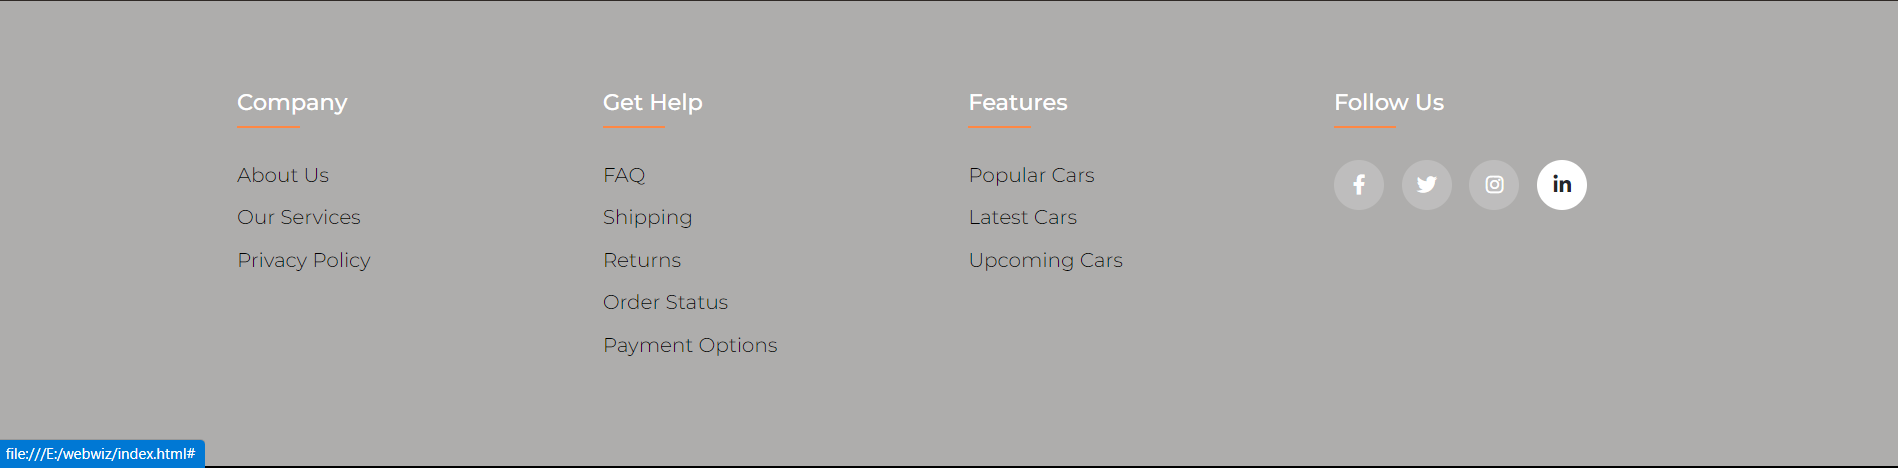 Company
About Us
Our Services
Privacy Policy
Get Help
FAQ
Shipping
Returns
Order Status
Payment Options
Features
Popular Cars
Latest Cars
Upcoming Cars
Follow Us
in
file:///E:/webwiz/index.html#